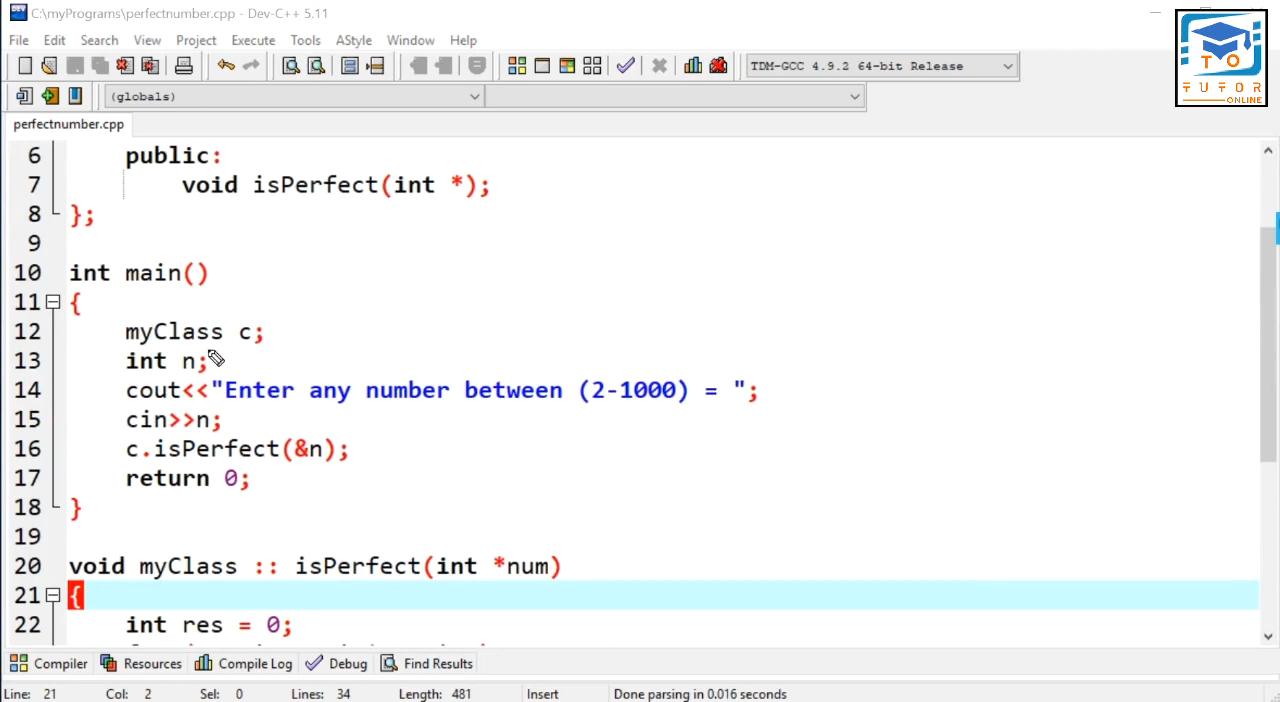 C:\myPrograms\perfectnumber.cpp - Dev-C++ 5.11
File Edit Search View Project Execute Tools AStyle Window Help
TDM-GCC 4.9.2 64-bit Release
(globals)
TO
TUTOR
ONLINE
perfectnumber.cpp
6 public:
7 void isPerfect(int *);
8 };
9
10 int main()
11 {
12 myClass c;
13 int n;
14 cout<<"Enter any number between (2-1000) = ";
15 cin>>n;
16 c.isPerfect(&n);
17 return 0;
18 }
19
20 void myClass :: isPerfect(int *num)
21 {
22 int res = 0;
Compiler Resources Compile Log Debug Find Results
Line: 21 Col: 2 Sel: 0 Lines: 34 Length: 481 Insert Done parsing in 0.016 seconds